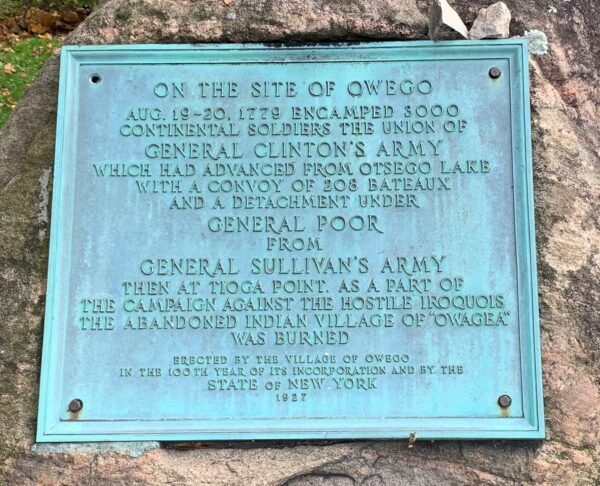 ON THE SITE OF OWEGO
AUG. 19-20, 1779 ENCAMPED 3000
CONTINENTAL SOLDIERS THE UNION OF
GENERAL CLINTON'S ARMY
WHICH HAD ADVANCED FROM OTSEGO LAKE
WITH A CONVOY OF 208 BATEAUX
AND A DETACHMENT UNDER
GENERAL POOR
FROM
GENERAL SULLIVAN'S ARMY
THEN AT TIOGA POINT. AS A PART OF
THE CAMPAIGN AGAINST THE HOSTILE IROQUOIS
THE ABANDONED INDIAN VILLAGE OF "OWAGEA"
WAS BURNED
ERECTED BY THE VILLAGE OF OWEGO
IN THE 100TH YEAR OF ITS INCORPORATION AND BY THE
STATE OF NEW YORK
1927